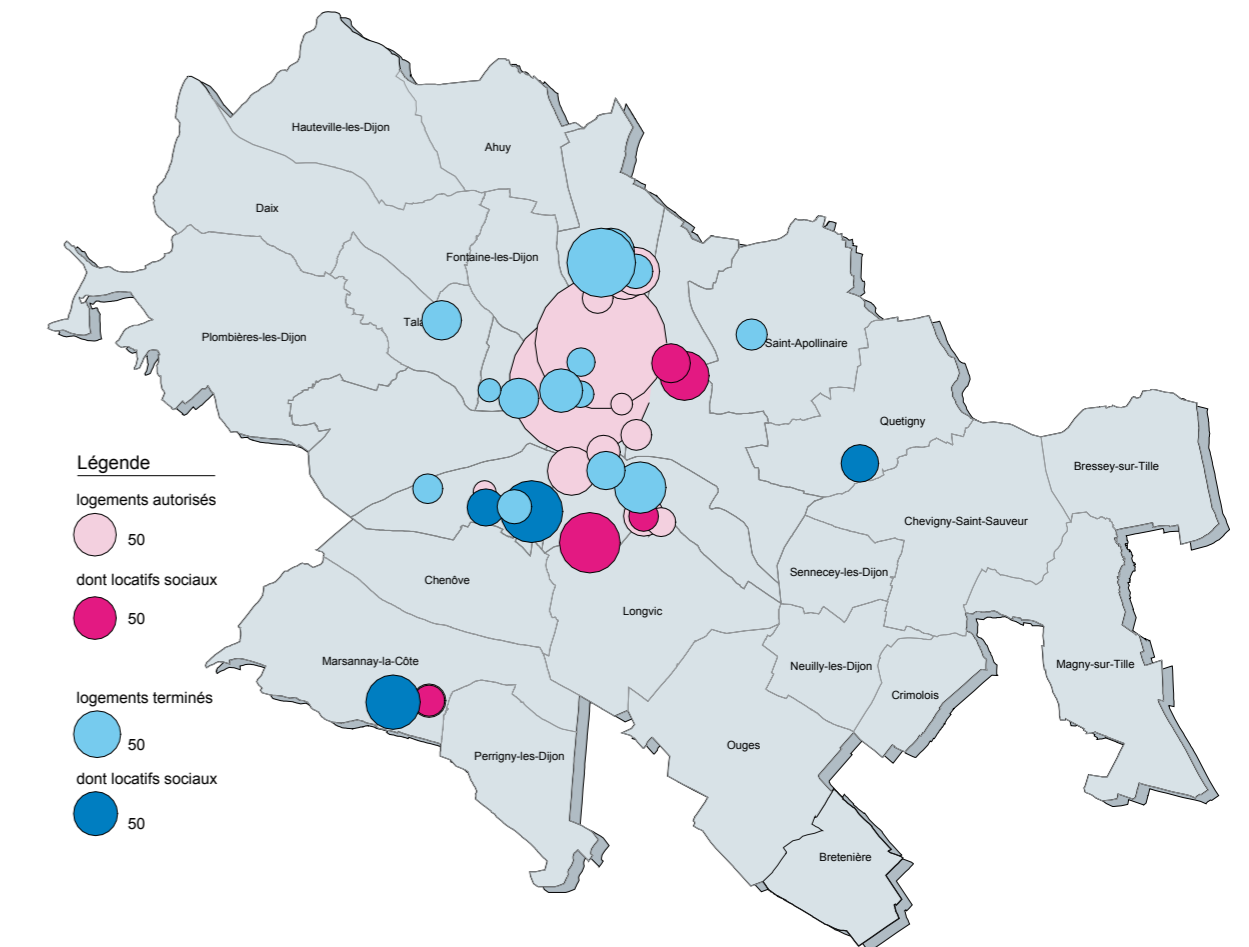 Hauteville-les-Dijon
Ahuy
Daix
Fontaine-les-Dijon
Plombières-les-Dijon
Tala
Saint-Apollinaire
Quetigny
Bressey-sur-Tille
Chevigny-Saint-Sauveur
Sennecey-les-Dijon
Chenôve
Longvic
Marsannay-la-Côte
Neuilly-les-Dijon
Magny-sur-Tille
Crimolois
Ouges
Perrigny-les-Dijon
Bretenière
Légende
logements autorisés
50
dont locatifs sociaux
50
logements terminés
50
dont locatifs sociaux
50